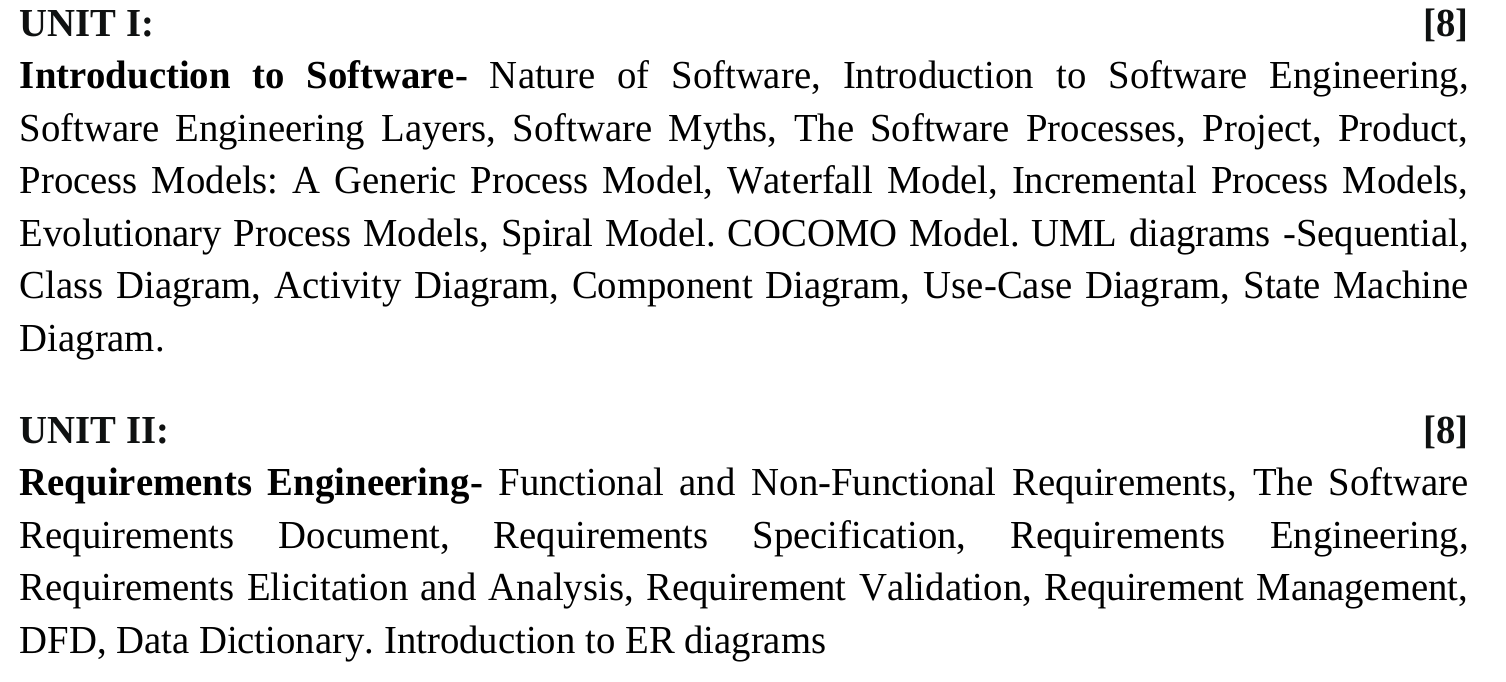 UNIT I: [8]
Introduction to Software- Nature of Software, Introduction to Software Engineering,
Software Engineering Layers, Software Myths, The Software Processes, Project, Product,
Process Models: A Generic Process Model, Waterfall Model, Incremental Process Models,
Evolutionary Process Models, Spiral Model. COCOMO Model. UML diagrams -Sequential,
Class Diagram, Activity Diagram, Component Diagram, Use-Case Diagram, State Machine
Diagram.
UNIT II: [8]
Requirements Engineering- Functional and Non-Functional Requirements, The Software
Requirements Document, Requirements Specification, Requirements Engineering,
Requirements Elicitation and Analysis, Requirement Validation, Requirement Management,
DFD, Data Dictionary. Introduction to ER diagrams